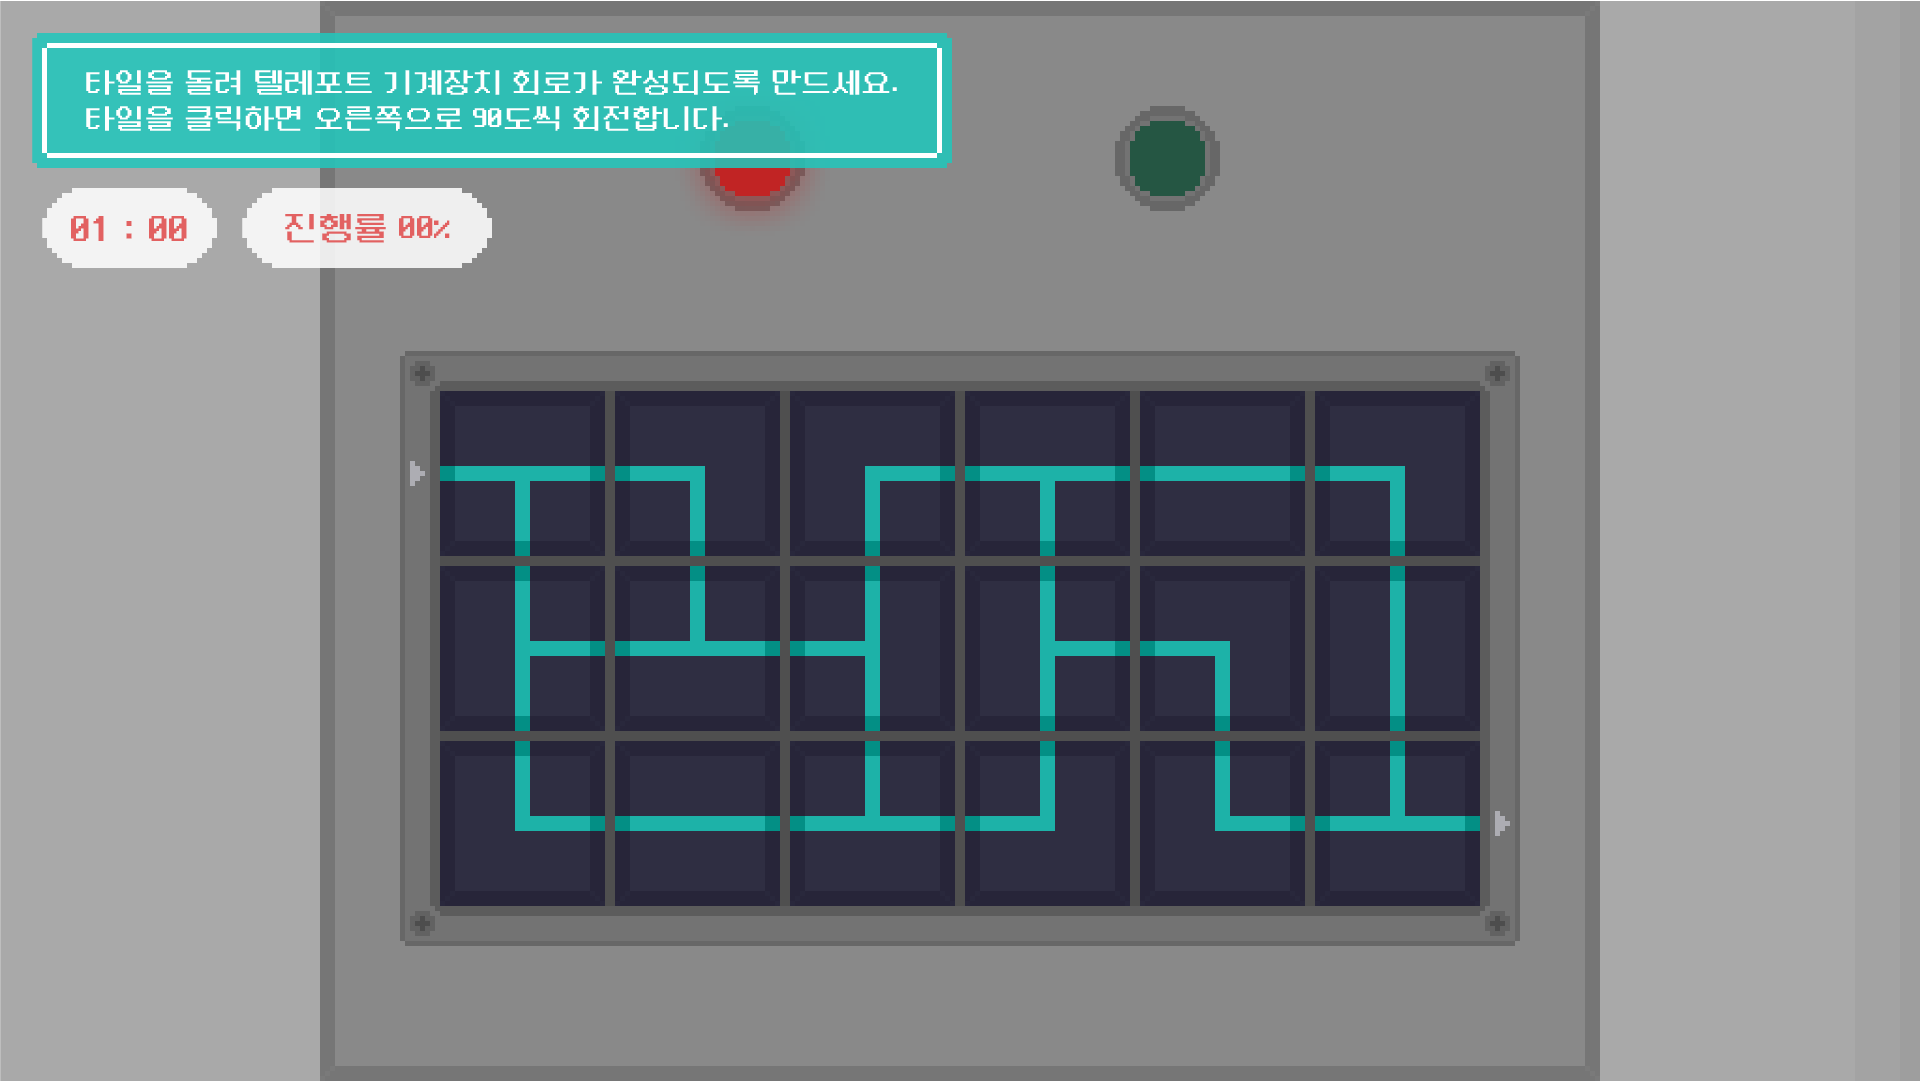 타일을 돌려 텔레포트 기계장치 회로가 완성되도록 만드세요.
타일을 클릭하면 오른쪽으로 90도씩 회전합니다.
01 : 00
진행률 00%